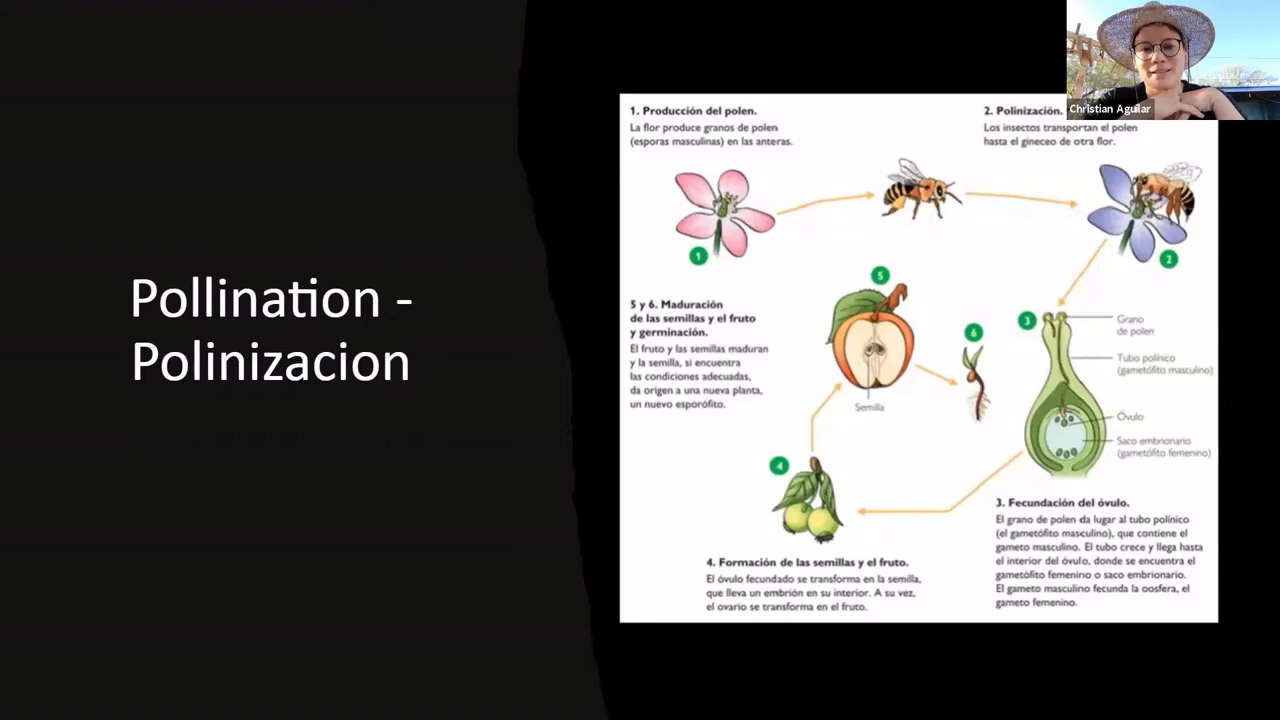 Pollination -
Polinizacion
Christian Aguilar
1. Producción del polen.
La flor produce granos de polen
(esporas masculinas) en las anteras.
2. Polinización.
Los insectos transportan el polen
hasta el gineceo de otra flor.
1
2
5
5 y 6. Maduración
de las semillas y el fruto
y germinación.
El fruto y las semillas maduran
y la semilla, si encuentra
las condiciones adecuadas,
da origen a una nueva planta,
un nuevo esporófito.
Semilla
6
3
Grano
de polen
Tubo polínico
(gametófito masculino)
Óvulo
Saco embrionario
(gametófito femenino)
4
4. Formación de las semillas y el fruto.
El óvulo fecundado se transforma en la semilla,
que lleva un embrión en su interior. A su vez,
el ovario se transforma en el fruto.
3. Fecundación del óvulo.
El grano de polen da lugar al tubo polínico
(el gametófito masculino), que contiene el
gameto masculino. El tubo crece y llega hasta
el interior del óvulo, donde se encuentra el
gametófito femenino o saco embrionario.
El gameto masculino fecunda la oosfera, el
gameto femenino.